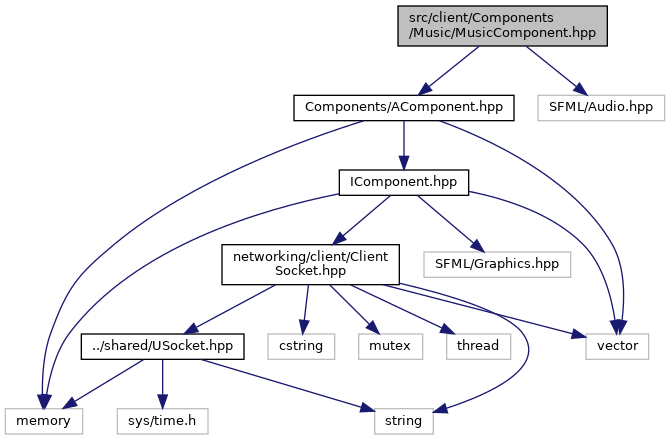 src/client/Components
/Music/MusicComponent.hpp
Components/AComponent.hpp
SFML/Audio.hpp
IComponent.hpp
networking/client/Client
Socket.hpp
SFML/Graphics.hpp
../shared/USocket.hpp
cstring
mutex
thread
vector
memory
sys/time.h
string